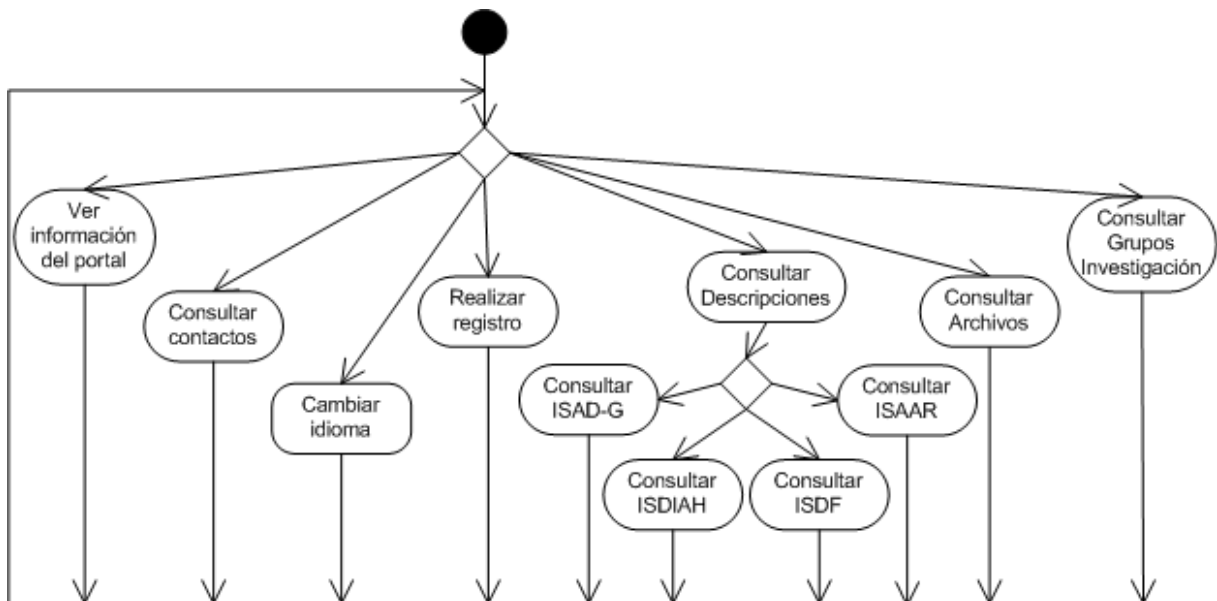 Ver
información
del portal
Consultar
contactos
Cambiar
idioma
Realizar
registro
Consultar
Descripciones
Consultar
Archivos
Consultar
Grupos
Investigación
Consultar
ISAD-G
Consultar
ISDIAH
Consultar
ISDF
Consultar
ISAAR